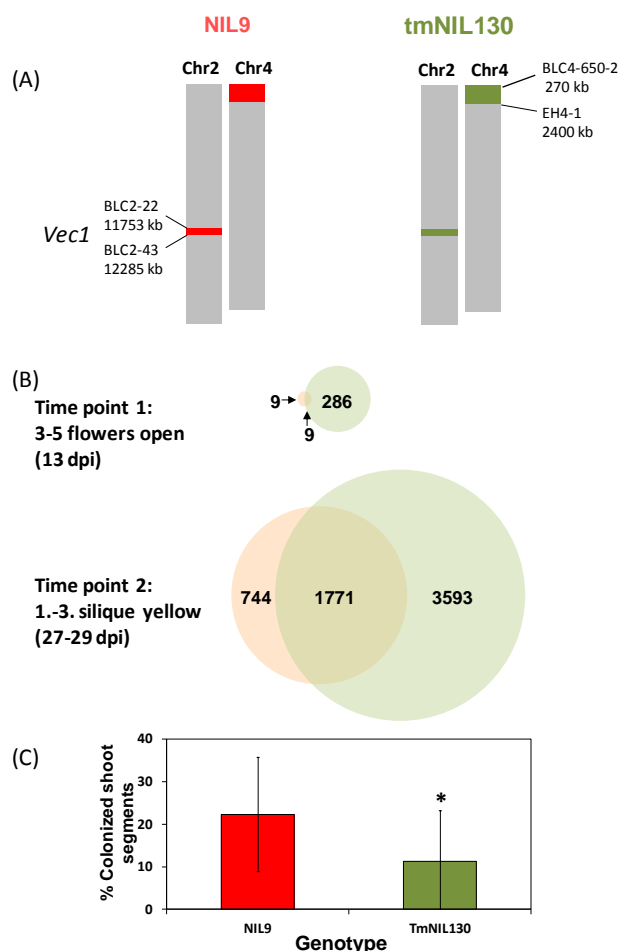 NIL9
tmNIL130
(A)
Chr2 Chr4
Chr2 Chr4
BLC4-650-2
270 kb
EH4-1
2400 kb
Vec1
BLC2-22
11753 kb
BLC2-43
12285 kb
(B)
Time point 1:
3-5 flowers open
(13 dpi)
9
286
9
Time point 2:
1.-3. silique yellow
(27-29 dpi)
744
1771
3593
(C)
% Colonized shoot
segments
40
30
20
10
0
*
NIL9
TmNIL130
Genotype